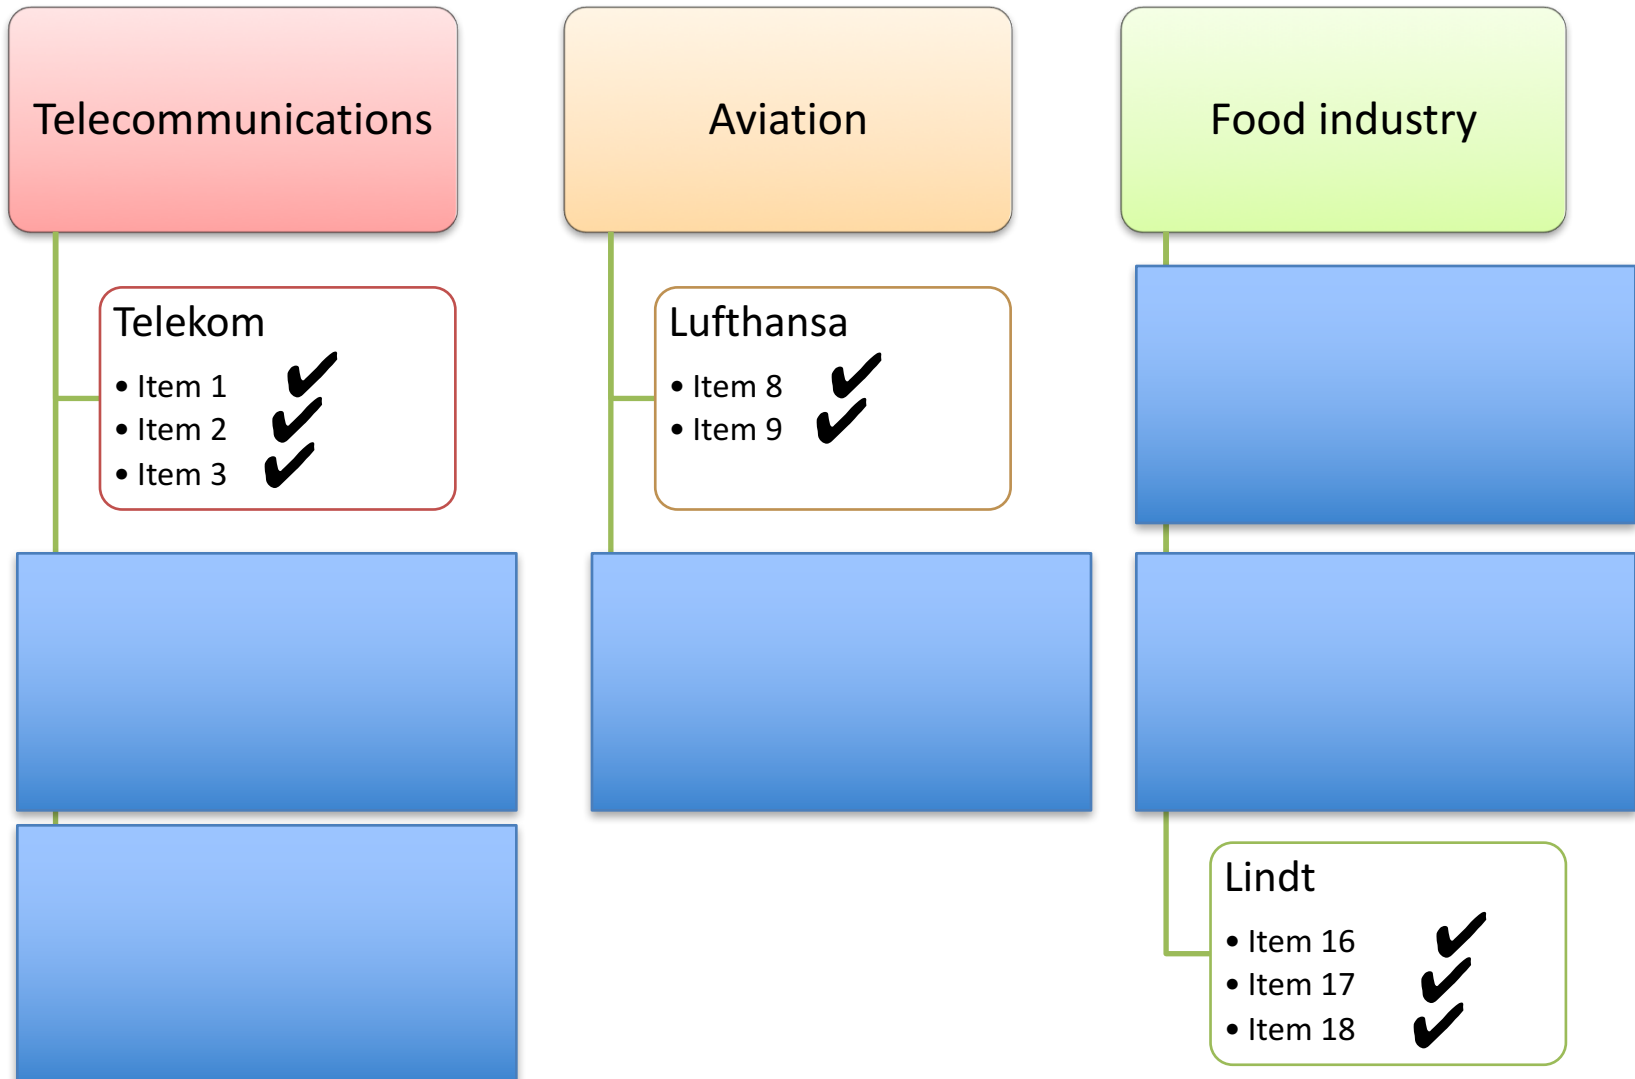 Telecommunications
Telekom
• Item 1 ✔
• Item 2 ✔
• Item 3 ✔
Aviation
Lufthansa
• Item 8 ✔
• Item 9 ✔
Food industry
Lindt
• Item 16 ✔
• Item 17 ✔
• Item 18 ✔